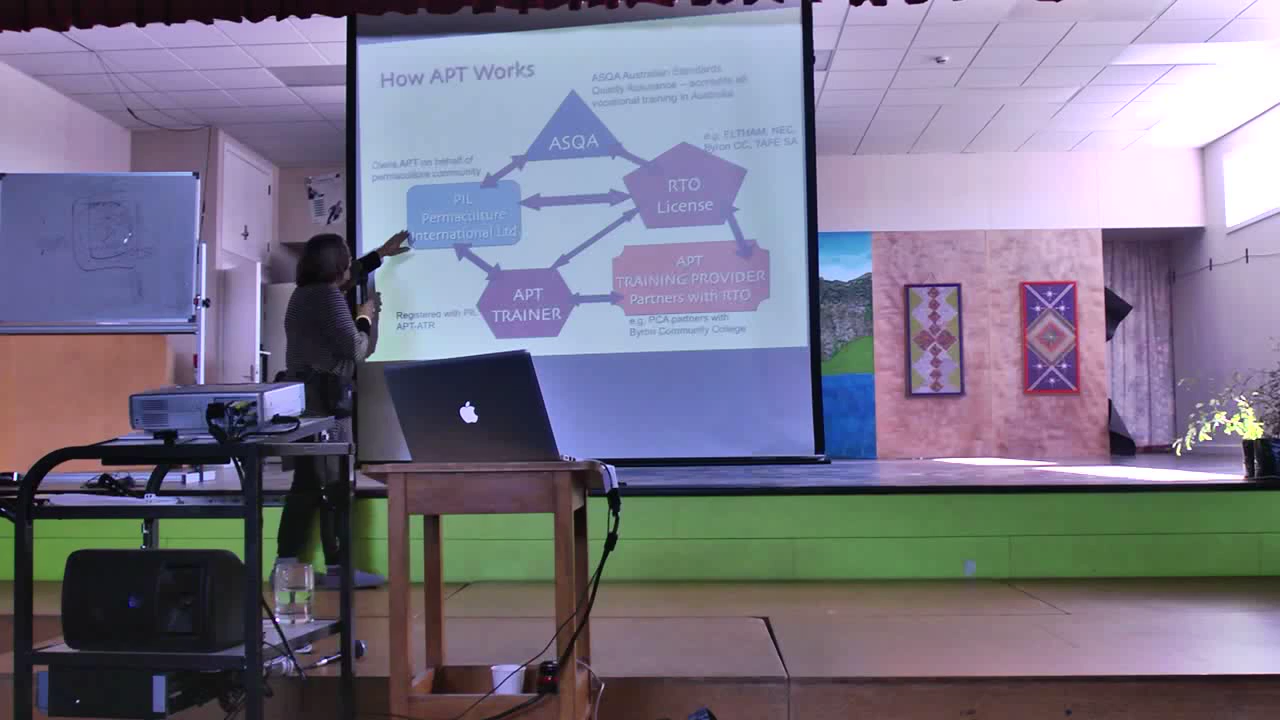 How APT Works
ASQA Australian Standards
Quality Assurance – accredits all
vocational training in Australia
ASQA
e.g. ELTHAM, NEC,
Byron CC, TAFE SA
Owns APT on behalf of
permaculture community
RTO
License
PIL
Permaculture
International Ltd
APT
TRAINING PROVIDER
Partners with RTO
APT
TRAINER
Registered with PIL
APT-ATR
e.g. PCA partners with
Byron Community College